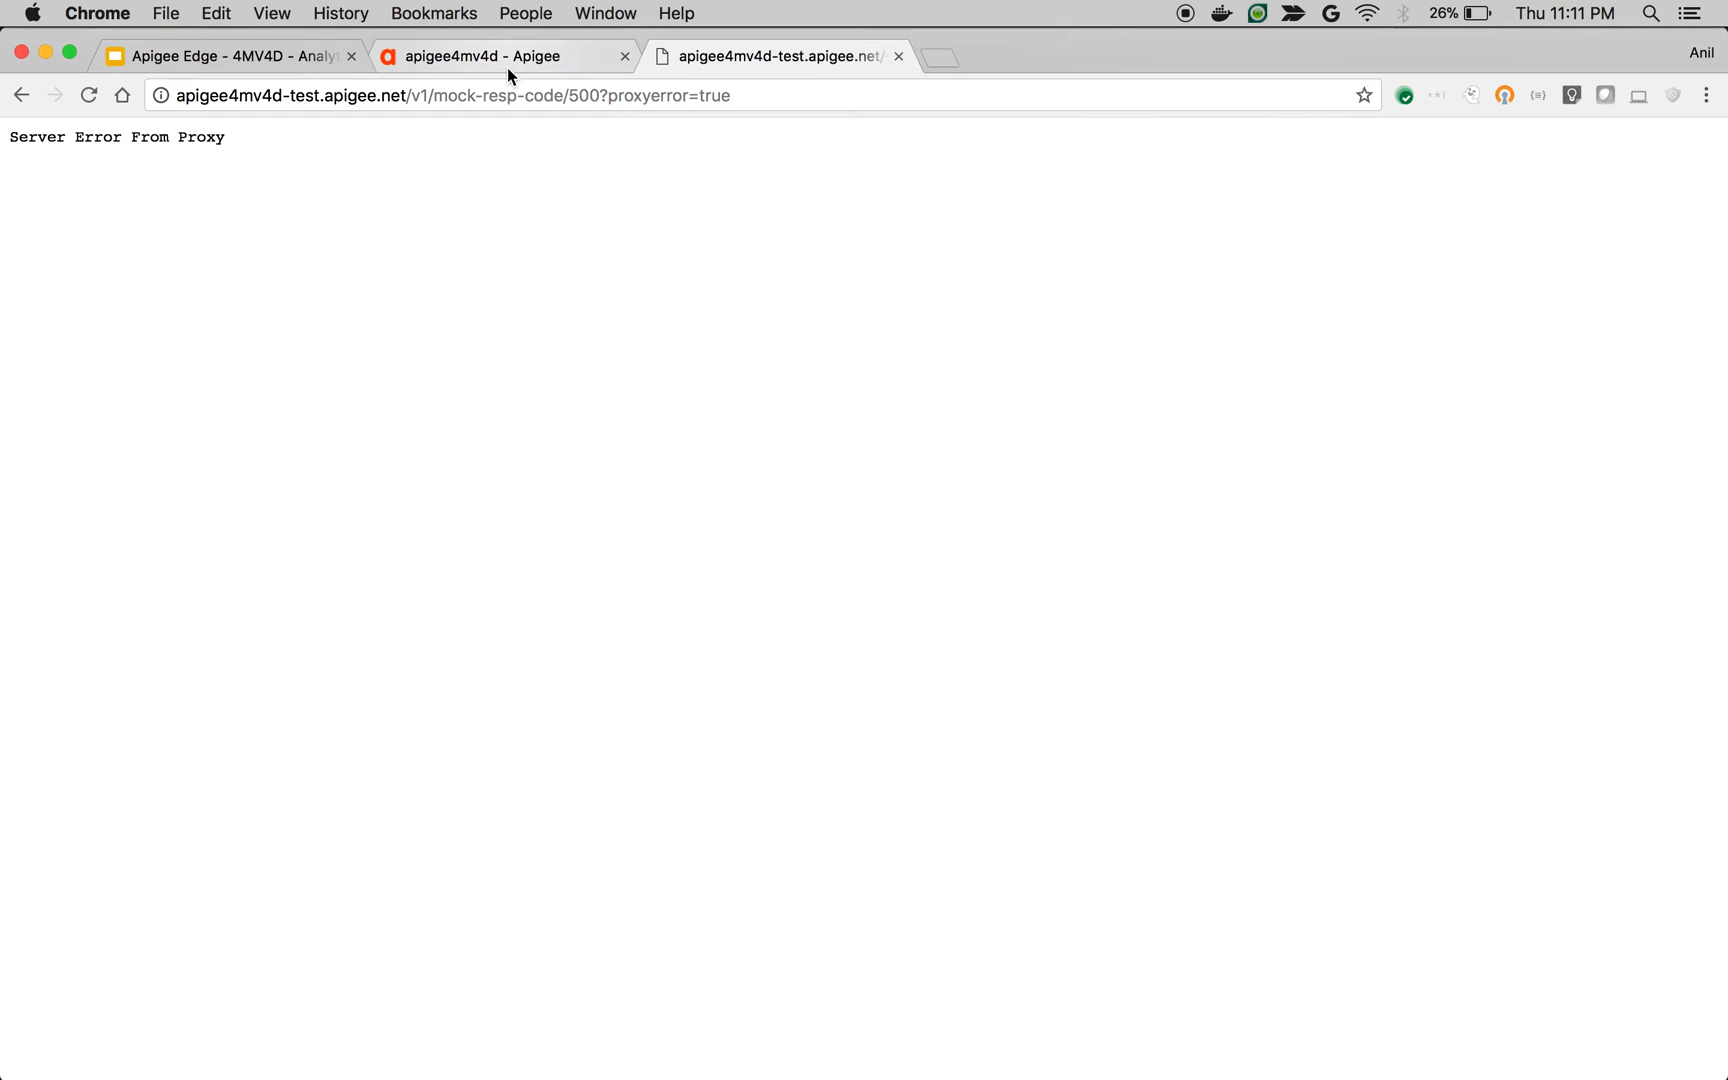 Chrome File Edit View History Bookmarks People Window Help 26% Thu 11:11 PM
Apigee Edge - 4MV4D - Analyt apigee4mv4d - Apigee apigee4mv4d-test.apigee.net/ Anil
apigee4mv4d-test.apigee.net/v1/mock-resp-code/500?proxyerror=true
Server Error From Proxy